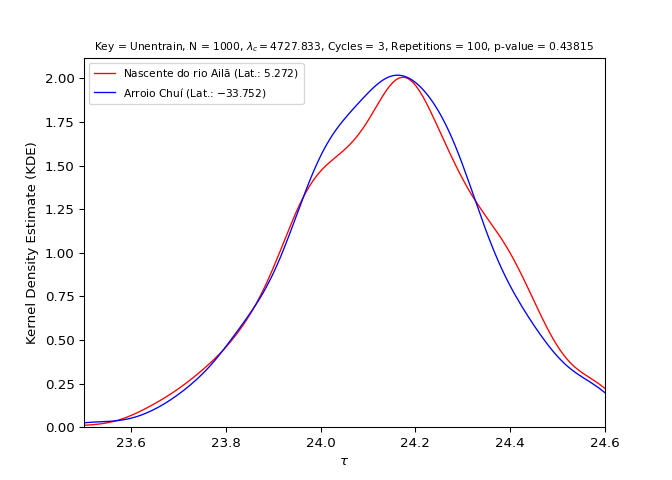 Key = Unentrain, N = 1000, λc = 4727.833, Cycles = 3, Repetitions = 100, p-value = 0.43815
Nascente do rio Ailã (Lat.: 5.272)
Arroio Chuí (Lat.: −33.752)
Kernel Density Estimate (KDE)
2.00
1.75
1.50
1.25
1.00
0.75
0.50
0.25
0.00
23.6 23.8 24.0 24.2 24.4 24.6
τ